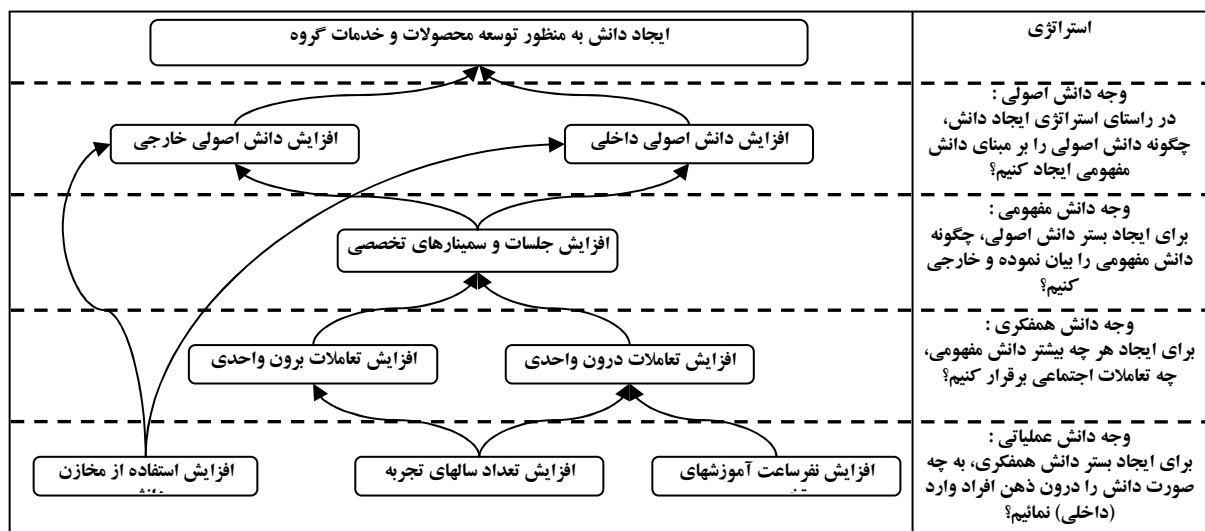 استراتژی
ایجاد دانش به منظور توسعه محصولات و خدمات گروه
وجه دانش اصولی :
در راستای استراتژی ایجاد دانش،
چگونه دانش اصولی را بر مبنای دانش
مفهومی ایجاد کنیم؟
افزایش دانش اصولی داخلی
افزایش دانش اصولی خارجی
وجه دانش مفهومی :
برای ایجاد بستر دانش اصولی، چگونه
دانش مفهومی را بیان نموده و خارجی
کنیم؟
افزایش جلسات و سمینارهای تخصصی
وجه دانش همفکری :
برای ایجاد هر چه بیشتر دانش مفهومی،
چه تعاملات اجتماعی برقرار کنیم؟
افزایش تعاملات درون واحدی
افزایش تعاملات برون واحدی
وجه دانش عملیاتی :
برای ایجاد بستر دانش همفکری، به چه
صورت دانش را درون ذهن افراد وارد
(داخلی) نمائیم؟
افزایش نفرساعت آموزشهای
افزایش تعداد سالهای تجربه
افزایش استفاده از مخازن